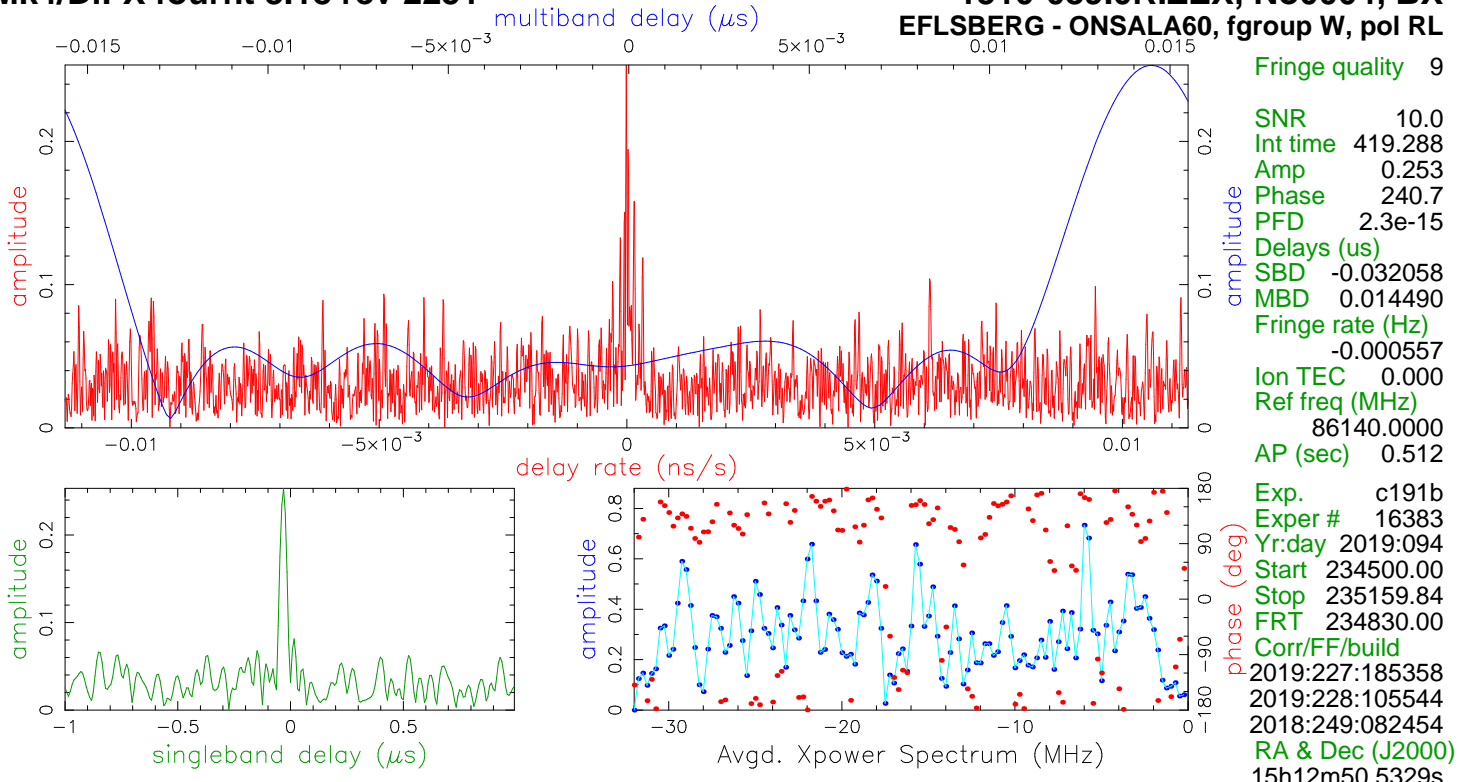 multiband delay (μs)
EFLSBERG - ONSALA60, fgroup W, pol RL
−0.015 −0.01 −5×10⁻³ 0 5×10⁻³ 0.01 0.015
amplitude
0 0.1 0.2
amplitude
0 0.1 0.2
−0.01 −5×10⁻³ 0 5×10⁻³ 0.01
delay rate (ns/s)
Fringe quality 9
SNR 10.0
Int time 419.288
Amp 0.253
Phase 240.7
PFD 2.3e-15
Delays (us)
SBD -0.032058
MBD 0.014490
Fringe rate (Hz)
-0.000557
Ion TEC 0.000
Ref freq (MHz)
86140.0000
AP (sec) 0.512
Exp. c191b
Exper # 16383
Yr:day 2019:094
Start 234500.00
Stop 235159.84
FRT 234830.00
Corr/FF/build
2019:227:185358
2019:228:105544
2018:249:082454
RA & Dec (J2000)
15h12m50.5329s
amplitude
0 0.1 0.2
−1 −0.5 0 0.5
singleband delay (μs)
amplitude
0 0.2 0.4 0.6 0.8
phase (deg)
−180 −90 0 90 180
−30 −20 −10 0
Avgd. Xpower Spectrum (MHz)